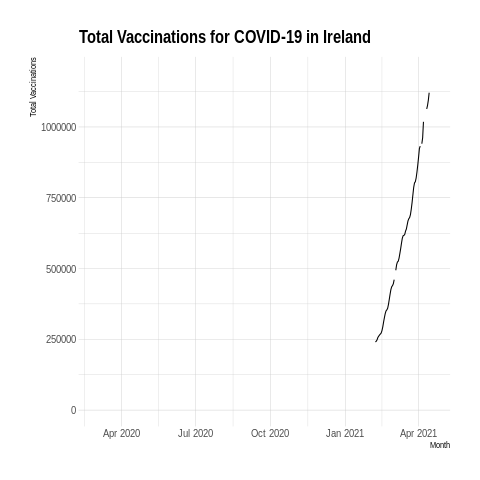 Total Vaccinations for COVID-19 in Ireland
Total Vaccinations
1000000
750000
500000
250000
0
Apr 2020 Jul 2020 Oct 2020 Jan 2021 Apr 2021
Month